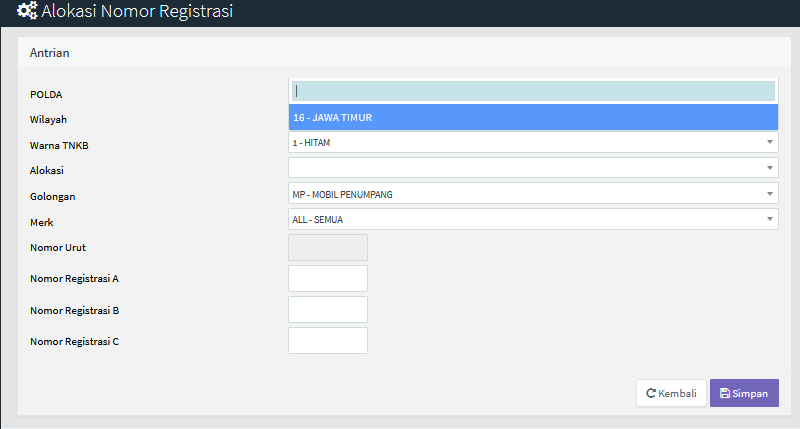 Alokasi Nomor Registrasi
Antrian
POLDA
16 - JAWA TIMUR
Wilayah
Warna TNKB 1 - HITAM
Alokasi
Golongan MP - MOBIL PENUMPANG
Merk ALL - SEMUA
Nomor Urut
Nomor Registrasi A
Nomor Registrasi B
Nomor Registrasi C
Kembali Simpan